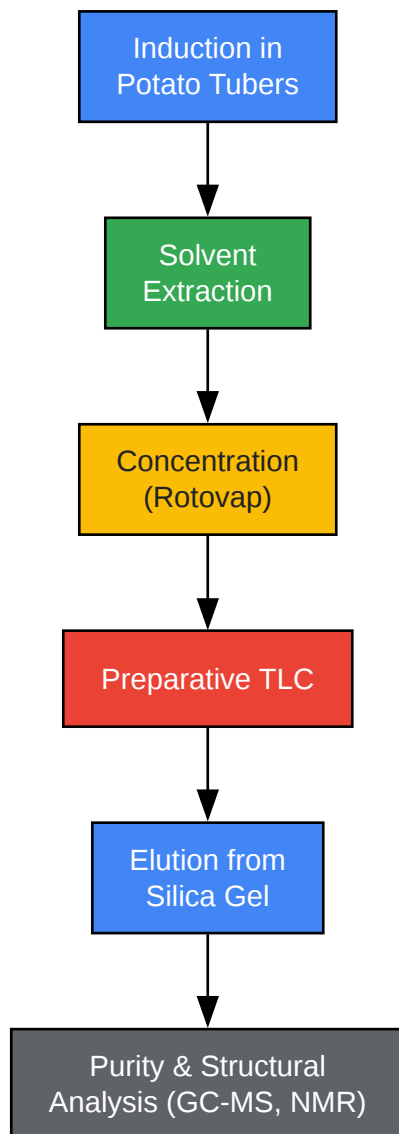 Induction in
Potato Tubers
Solvent
Extraction
Concentration
(Rotovap)
Preparative TLC
Elution from
Silica Gel
Purity & Structural
Analysis (GC-MS, NMR)